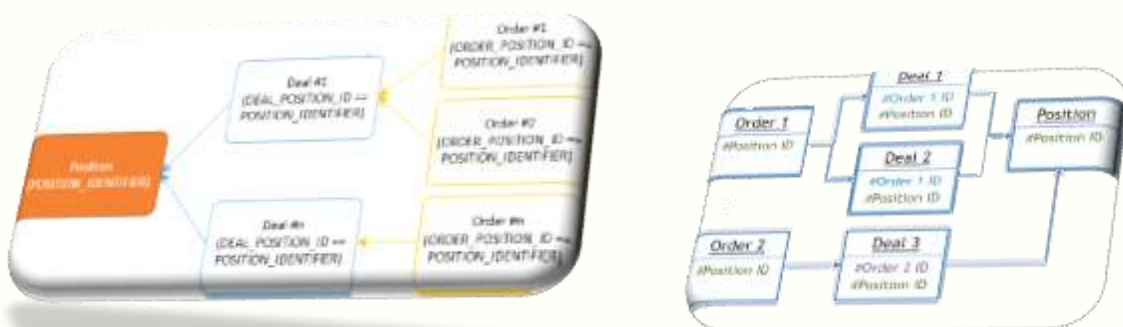 Order #1
[ORDER_POSITION_ID ==
POSITION_IDENTIFIER]
Deal #1
[DEAL_POSITION_ID ==
POSITION_IDENTIFIER]
Order #2
[ORDER_POSITION_ID ==
POSITION_IDENTIFIER]
Position
[POSITION_IDENTIFIER]
Deal #n
[DEAL_POSITION_ID ==
POSITION_IDENTIFIER]
Order #n
[ORDER_POSITION_ID ==
POSITION_IDENTIFIER]
Deal 1
#Order 1 ID
#Position ID
Order 1
#Position ID
Position
#Position ID
Deal 2
#Order 1 ID
#Position ID
Order 2
#Position ID
Deal 3
#Order 2 ID
#Position ID